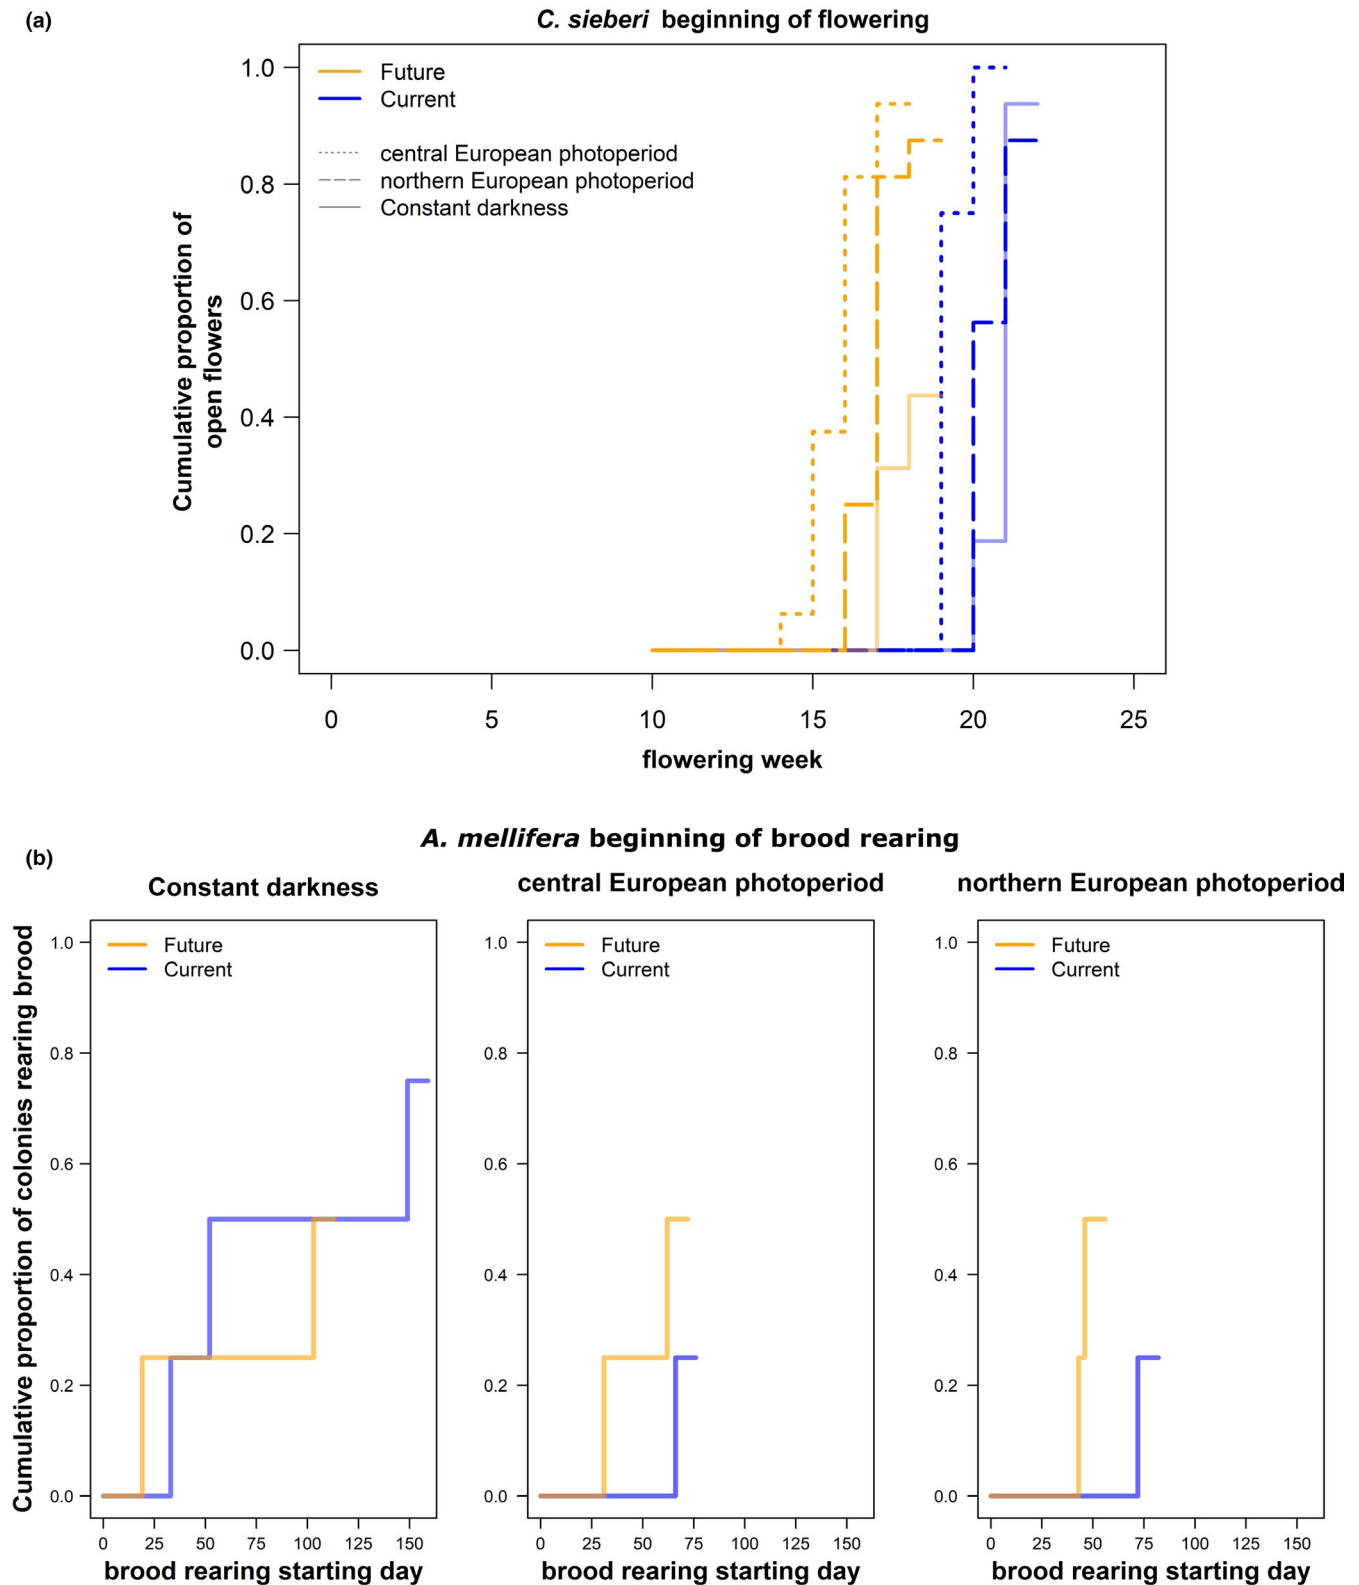 (a)
C. sieberi beginning of flowering
Future
Current
central European photoperiod
northern European photoperiod
Constant darkness
Cumulative proportion of
open flowers
1.0
0.8
0.6
0.4
0.2
0.0
0 5 10 15 20 25
flowering week
A. mellifera beginning of brood rearing
(b)
Constant darkness
central European photoperiod
northern European photoperiod
Cumulative proportion of colonies rearing brood
Future
Current
1.0
0.8
0.6
0.4
0.2
0.0
0 25 50 75 100 125 150
brood rearing starting day
Future
Current
1.0
0.8
0.6
0.4
0.2
0.0
0 25 50 75 100 125 150
brood rearing starting day
Future
Current
1.0
0.8
0.6
0.4
0.2
0.0
0 25 50 75 100 125 150
brood rearing starting day